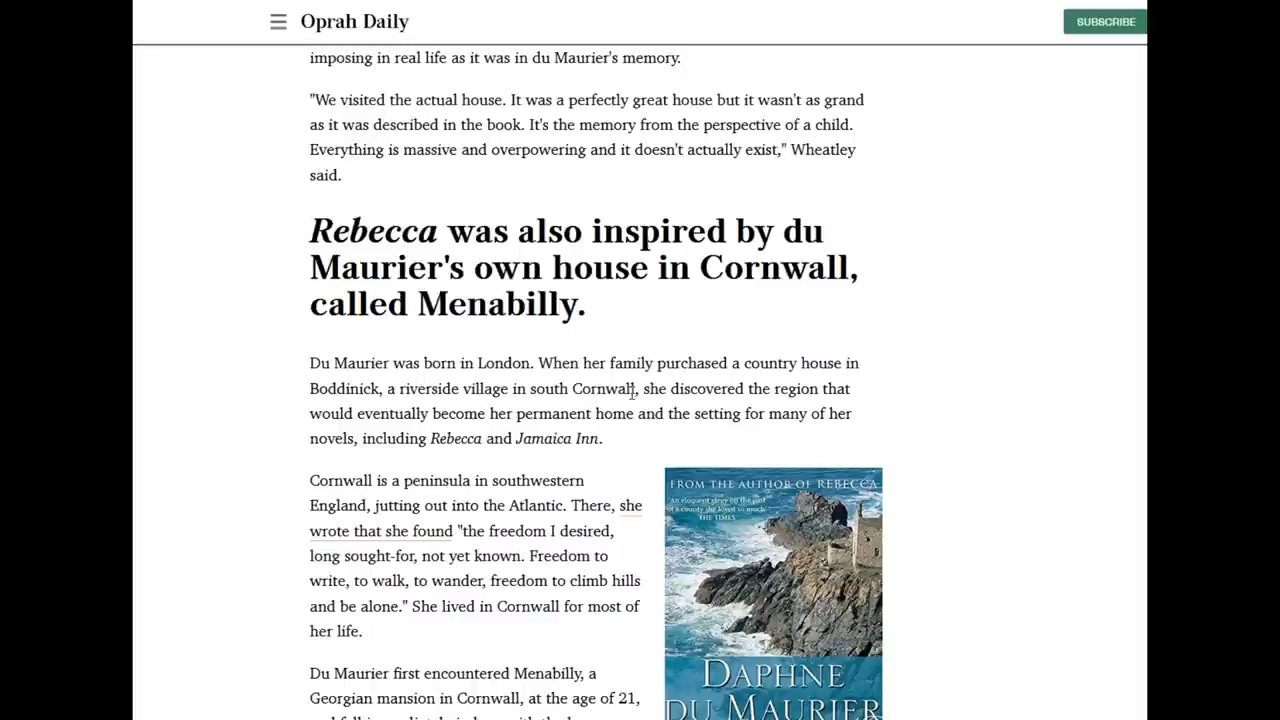 Oprah Daily
SUBSCRIBE
imposing in real life as it was in du Maurier's memory.
"We visited the actual house. It was a perfectly great house but it wasn't as grand
as it was described in the book. It's the memory from the perspective of a child.
Everything is massive and overpowering and it doesn't actually exist," Wheatley
said.
Rebecca was also inspired by du
Maurier's own house in Cornwall,
called Menabilly.
Du Maurier was born in London. When her family purchased a country house in
Boddinick, a riverside village in south Cornwall, she discovered the region that
would eventually become her permanent home and the setting for many of her
novels, including Rebecca and Jamaica Inn.
Cornwall is a peninsula in southwestern
England, jutting out into the Atlantic. There, she
wrote that she found "the freedom I desired,
long sought-for, not yet known. Freedom to
write, to walk, to wander, freedom to climb hills
and be alone." She lived in Cornwall for most of
her life.
Du Maurier first encountered Menabilly, a
Georgian mansion in Cornwall, at the age of 21,
FROM THE AUTHOR OF REBECCA
'An eloquent elegy on the past
of a county she loved so much'
THE TIMES
DAPHNE
DU MAURIER